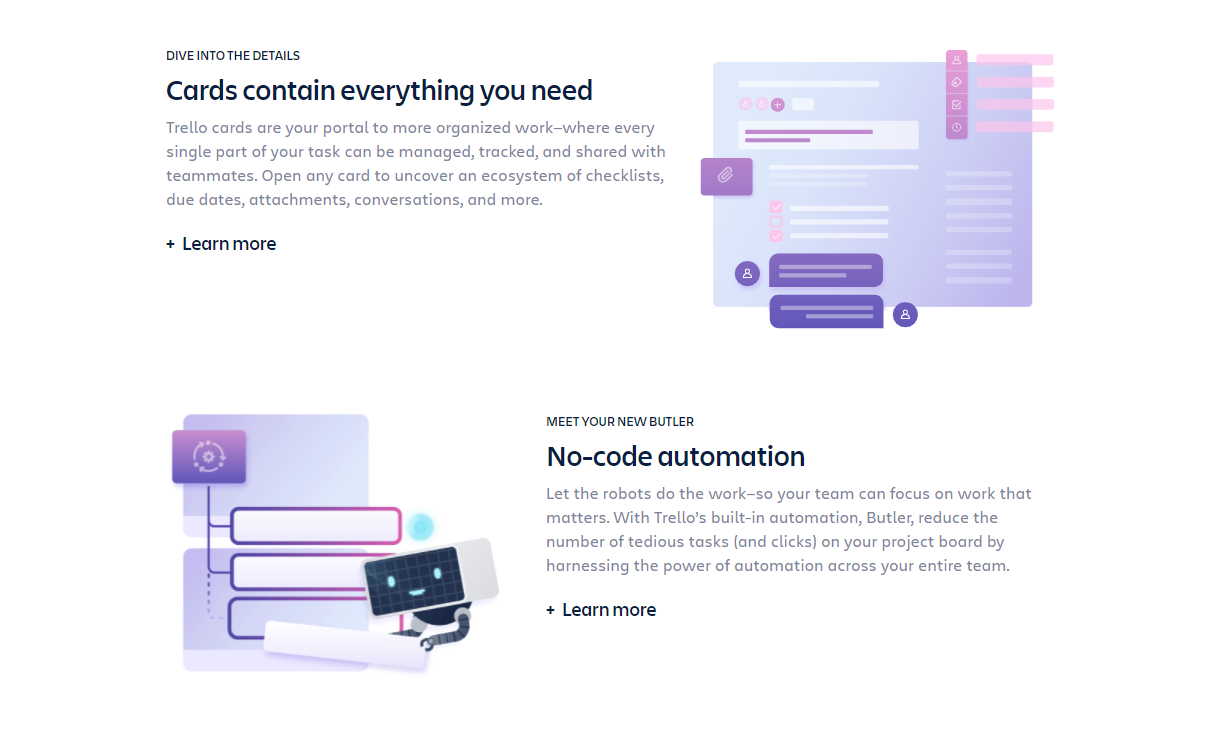 DIVE INTO THE DETAILS
Cards contain everything you need
Trello cards are your portal to more organized work—where every
single part of your task can be managed, tracked, and shared with
teammates. Open any card to uncover an ecosystem of checklists,
due dates, attachments, conversations, and more.
+ Learn more
MEET YOUR NEW BUTLER
No-code automation
Let the robots do the work—so your team can focus on work that
matters. With Trello’s built-in automation, Butler, reduce the
number of tedious tasks (and clicks) on your project board by
harnessing the power of automation across your entire team.
+ Learn more